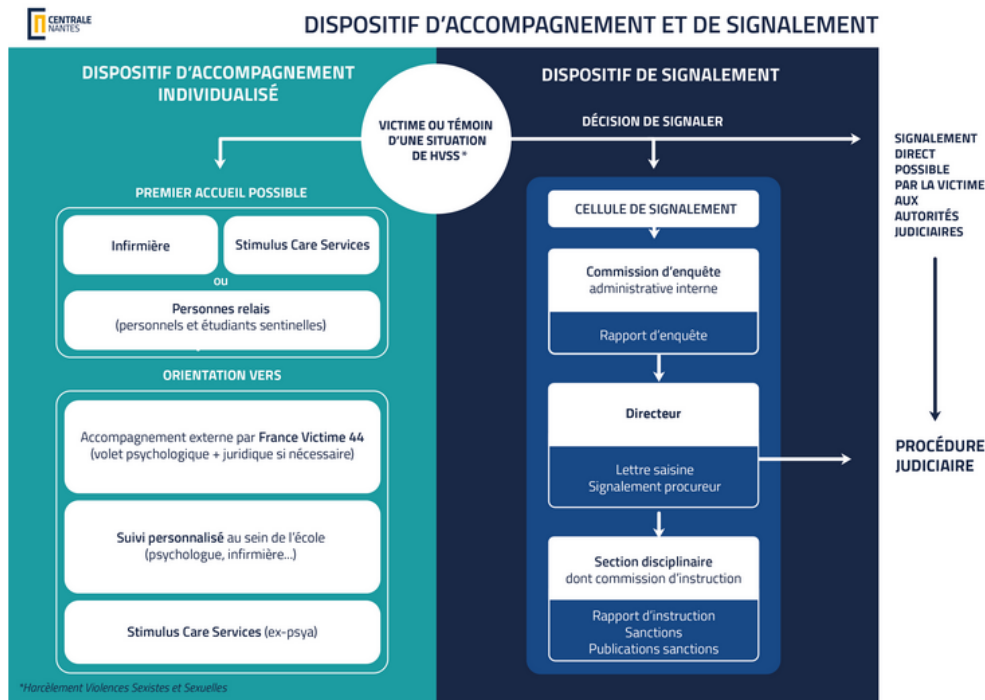 CENTRALE
NANTES
DISPOSITIF D'ACCOMPAGNEMENT ET DE SIGNALEMENT
DISPOSITIF D'ACCOMPAGNEMENT
INDIVIDUALISÉ
VICTIME OU TÉMOIN
D'UNE SITUATION
DE HVSS*
DISPOSITIF DE SIGNALEMENT
DÉCISION DE SIGNALER
PREMIER ACCUEIL POSSIBLE
Infirmière
Stimulus Care Services
ou
Personnes relais
(personnels et étudiants sentinelles)
ORIENTATION VERS
Accompagnement externe par France Victime 44
(volet psychologique + juridique si nécessaire)
Suivi personnalisé au sein de l'école
(psychologue, infirmière...)
Stimulus Care Services (ex-psya)
*Harcèlement Violences Sexistes et Sexuelles
CELLULE DE SIGNALEMENT
Commission d'enquête
administrative interne
Rapport d'enquête
Directeur
Lettre saisine
Signalement procureur
Section disciplinaire
dont commission d'instruction
Rapport d'instruction
Sanctions
Publications sanctions
SIGNALEMENT
DIRECT
POSSIBLE
PAR LA VICTIME
AUX
AUTORITÉS
JUDICIAIRES
PROCÉDURE
JUDICIAIRE